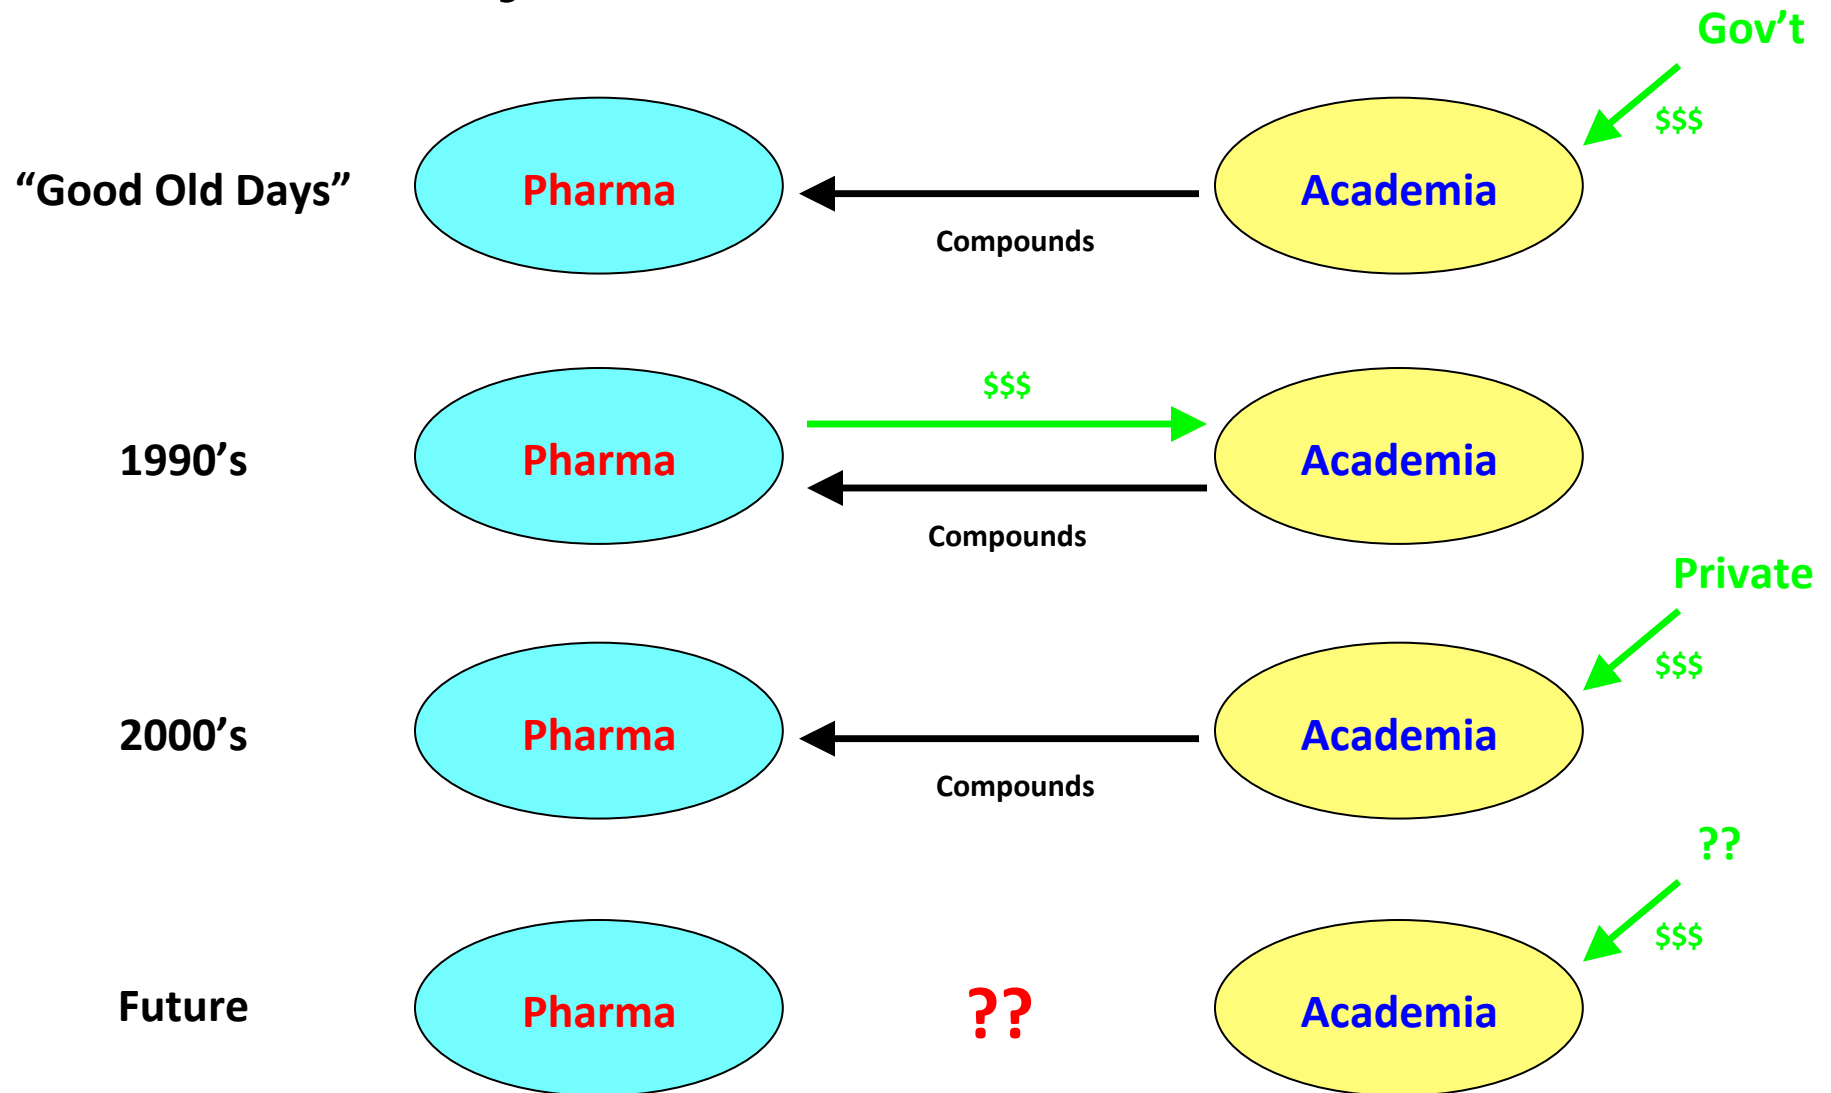 Gov't
$$$
“Good Old Days”
Pharma
Academia
Compounds
$$$
1990’s
Pharma
Academia
Compounds
Private
$$$
2000’s
Pharma
Academia
Compounds
??
$$$
Future
Pharma
??
Academia